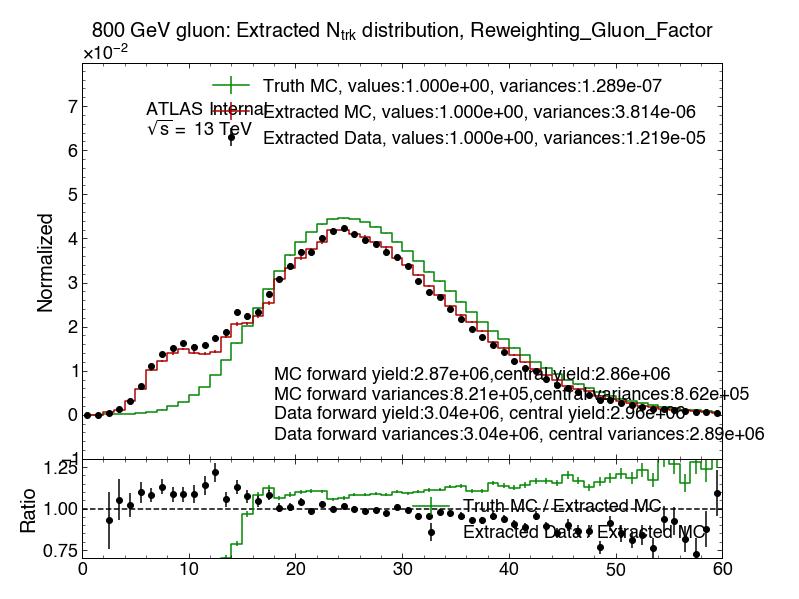 800 GeV gluon: Extracted N_trk distribution, Reweighting_Gluon_Factor
×10⁻²
Truth MC, values:1.000e+00, variances:1.289e-07
ATLAS Internal
Extracted MC, values:1.000e+00, variances:3.814e-06
√s = 13 TeV
Extracted Data, values:1.000e+00, variances:1.219e-05
Normalized
7
6
5
4
3
2
1
0
1
MC forward yield:2.87e+06,central yield:2.86e+06
MC forward variances:8.21e+05,central variances:8.62e+05
Data forward yield:3.04e+06, central yield:2.96e+06
Data forward variances:3.04e+06, central variances:2.89e+06
Ratio
1.25
1.00
0.75
Truth MC / Extracted MC
Extracted Data / Extracted MC
0 10 20 30 40 50 60